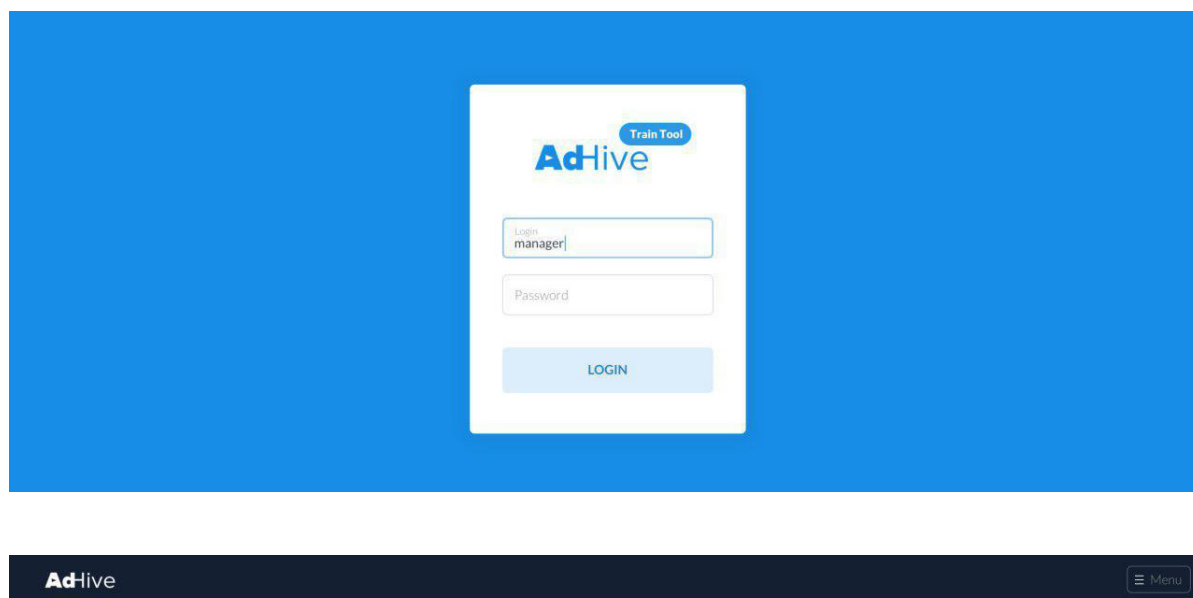 Train Tool
AdHive
Login
manager
Password
LOGIN
AdHive
☰ Menu